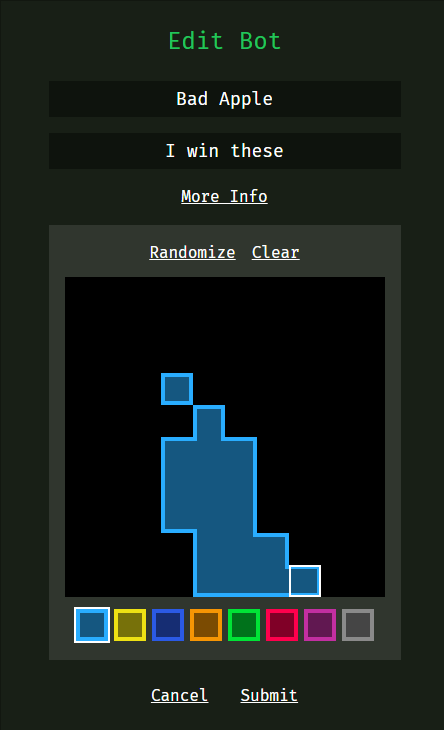 Edit Bot
Bad Apple
I win these
More Info
Randomize Clear
Cancel Submit